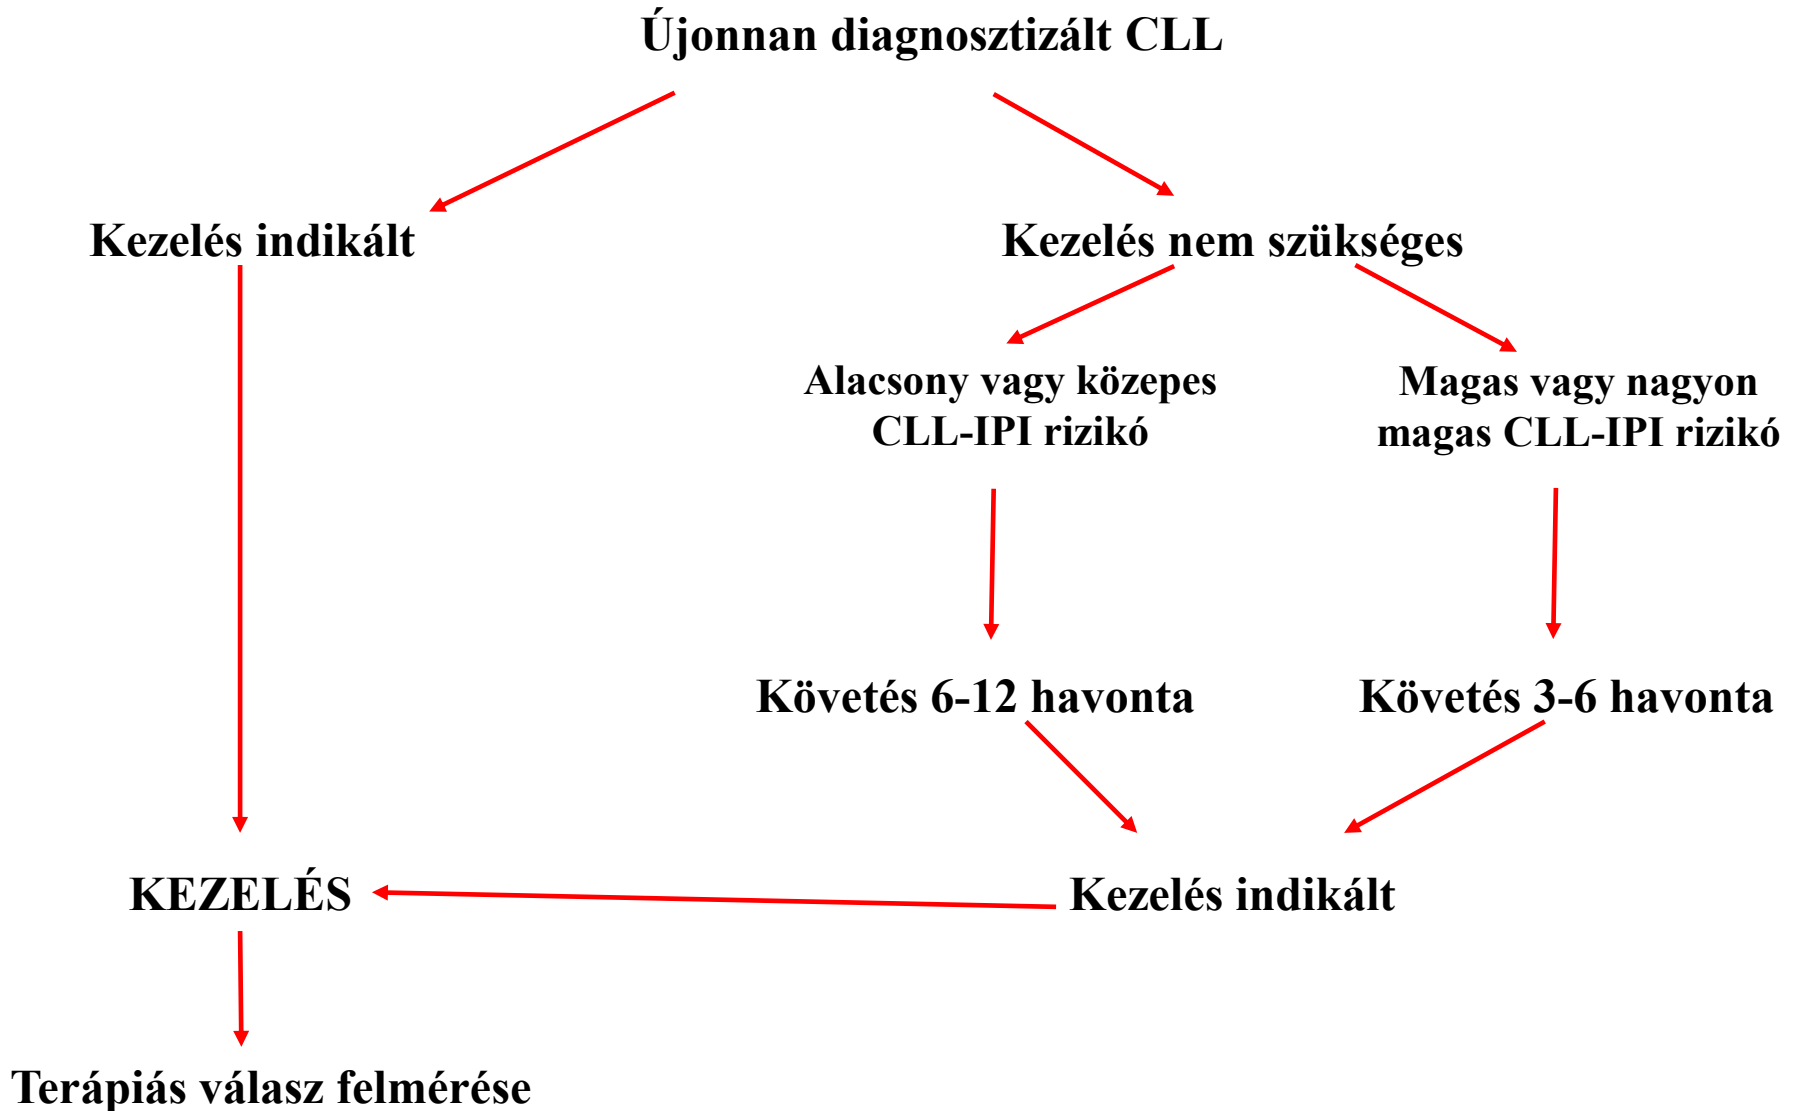 Újonnan diagnosztizált CLL
Kezelés indikált
Kezelés nem szükséges
Alacsony vagy közepes
CLL-IPI rizikó
Magas vagy nagyon
magas CLL-IPI rizikó
Követés 6-12 havonta
Követés 3-6 havonta
KEZELÉS
Kezelés indikált
Terápiás válasz felmérése